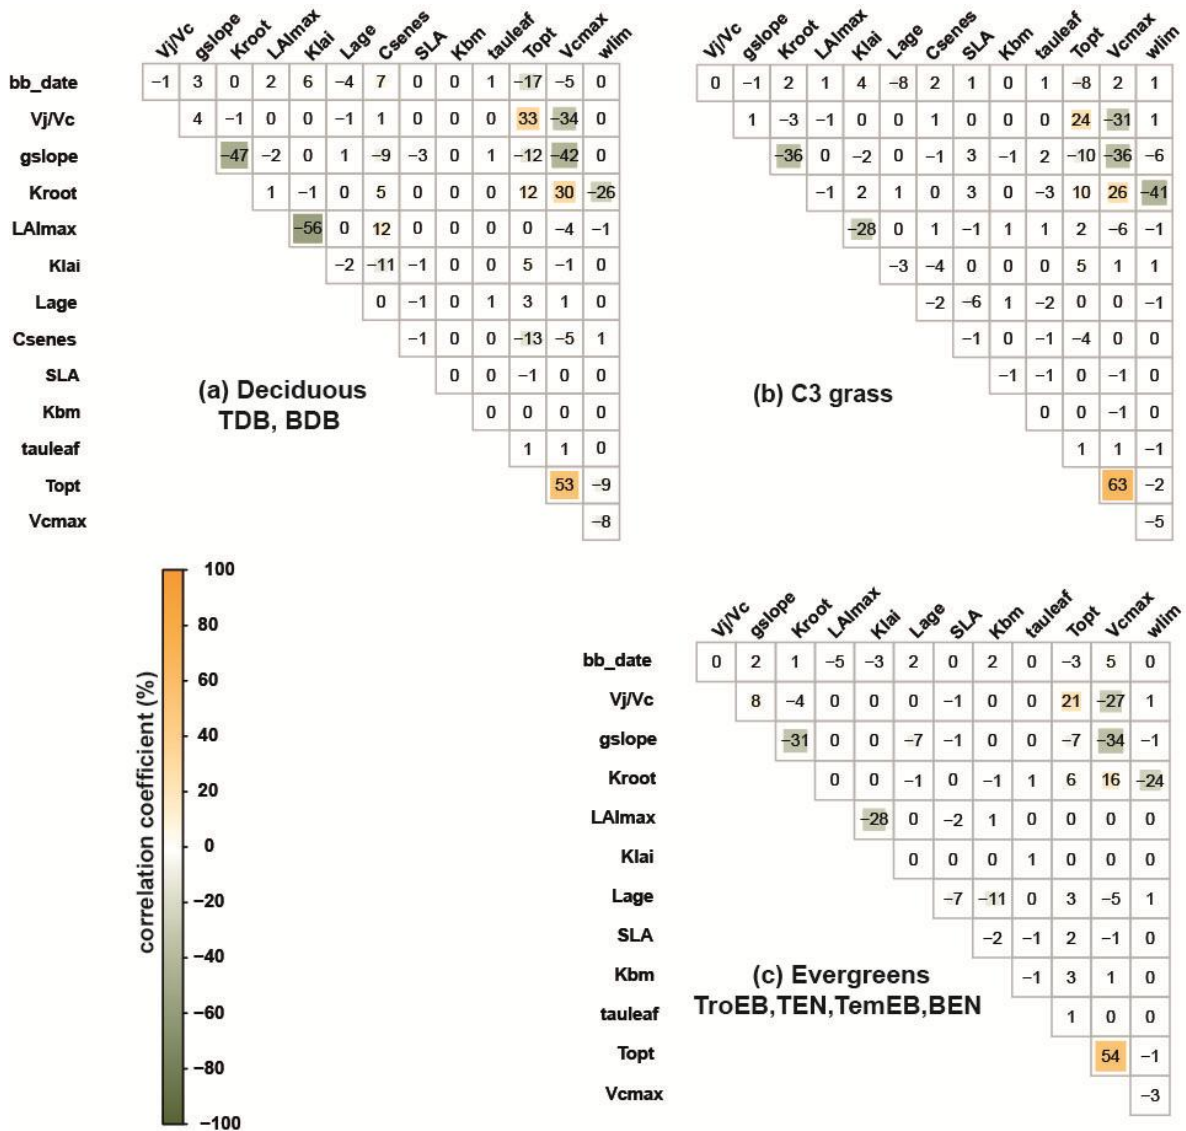 Vj/Vc gslope Kroot LAImax Klai Lage Csenes SLA Kbm tauleaf Topt Vcmax wlim
bb_date −1 3 0 2 6 −4 7 0 0 1 −17 −5 0
Vj/Vc 4 −1 0 0 −1 1 0 0 0 33 −34 0
gslope −47 −2 0 1 −9 −3 0 1 −12 −42 0
Kroot 1 −1 0 5 0 0 0 12 30 −26
LAImax −56 0 12 0 0 0 0 −4 −1
Klai −2 −11 −1 0 0 5 −1 0
Lage 0 −1 0 1 3 1 0
Csenes −1 0 0 −13 −5 1
SLA 0 0 −1 0 0
Kbm 0 0 0 0
tauleaf 1 1 0
Topt 53 −9
Vcmax −8
(a) Deciduous
TDB, BDB
Vj/Vc gslope Kroot LAImax Klai Lage Csenes SLA Kbm tauleaf Topt Vcmax wlim
0 −1 2 1 4 −8 2 1 0 1 −8 2 1
1 −3 −1 0 0 1 0 0 0 24 −31 1
−36 0 −2 0 −1 3 −1 2 −10 −36 −6
−1 2 1 0 3 0 −3 10 26 −41
−28 0 1 −1 1 1 2 −6 −1
−3 −4 0 0 0 5 1 1
−2 −6 1 −2 0 0 −1
−1 0 −1 −4 0 0
−1 −1 0 −1 0
0 0 −1 0
1 1 −1
63 −2
−5
(b) C3 grass
correlation coefficient (%)
100
80
60
40
20
0
−20
−40
−60
−80
−100
Vj/Vc gslope Kroot LAImax Klai Lage SLA Kbm tauleaf Topt Vcmax wlim
bb_date 0 2 1 −5 −3 2 0 2 0 −3 5 0
Vj/Vc 8 −4 0 0 0 −1 0 0 21 −27 1
gslope −31 0 0 −7 −1 0 0 −7 −34 −1
Kroot 0 0 −1 0 −1 1 6 16 −24
LAImax −28 0 −2 1 0 0 0 0
Klai 0 0 0 1 0 0 0
Lage −7 −11 0 3 −5 1
SLA −2 −1 2 −1 0
Kbm −1 3 1 0
tauleaf 1 0 0
Topt 54 −1
Vcmax −3
(c) Evergreens
TroEB,TEN,TemEB,BEN